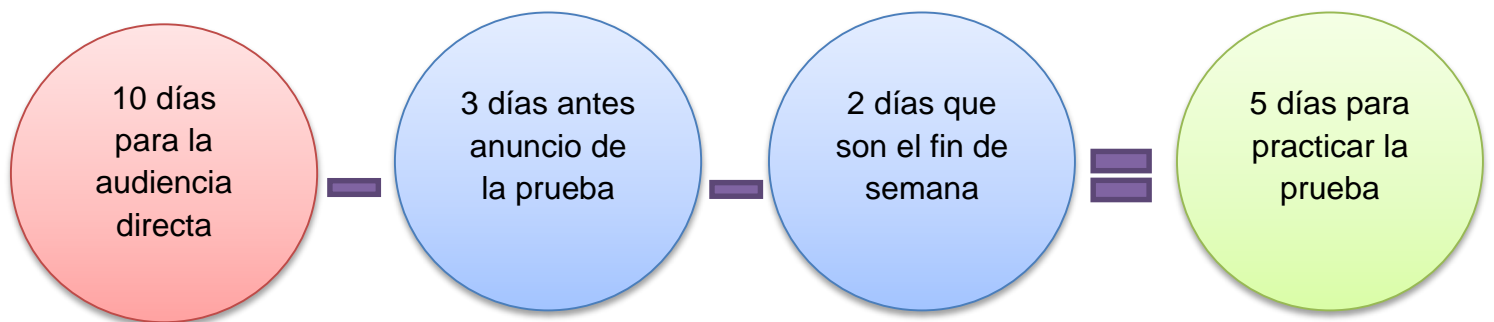 10 días
para la
audiencia
directa
3 días antes
anuncio de
la prueba
2 días que
son el fin de
semana
5 días para
practicar la
prueba